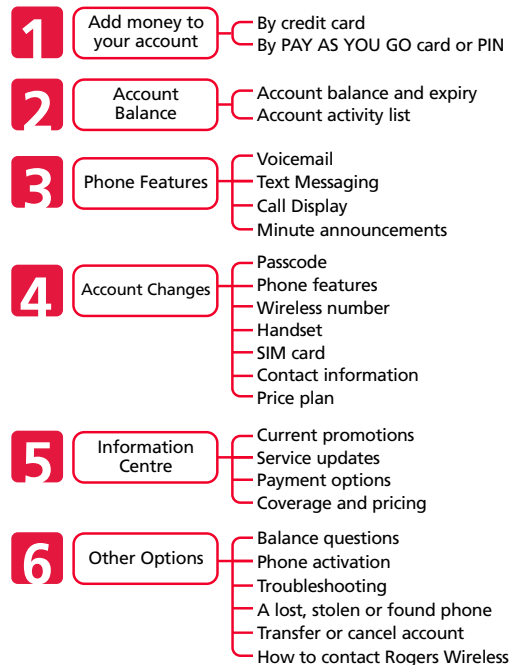 1
Add money to
your account
By credit card
By PAY AS YOU GO card or PIN
2
Account
Balance
Account balance and expiry
Account activity list
3
Phone Features
Voicemail
Text Messaging
Call Display
Minute announcements
4
Account Changes
Passcode
Phone features
Wireless number
Handset
SIM card
Contact information
Price plan
5
Information
Centre
Current promotions
Service updates
Payment options
Coverage and pricing
6
Other Options
Balance questions
Phone activation
Troubleshooting
A lost, stolen or found phone
Transfer or cancel account
How to contact Rogers Wireless